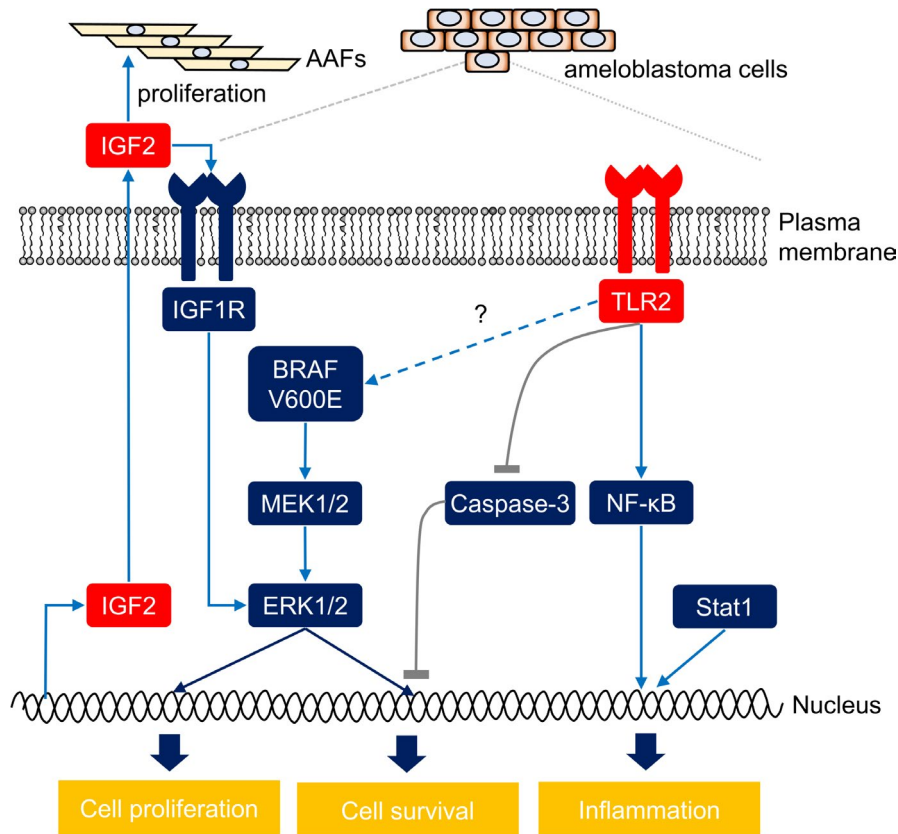 AAFs
ameloblastoma cells
proliferation
IGF2
Plasma
membrane
IGF1R
TLR2
?
BRAF
V600E
MEK1/2
Caspase-3
NF-κB
IGF2
ERK1/2
Stat1
Nucleus
Cell proliferation
Cell survival
Inflammation